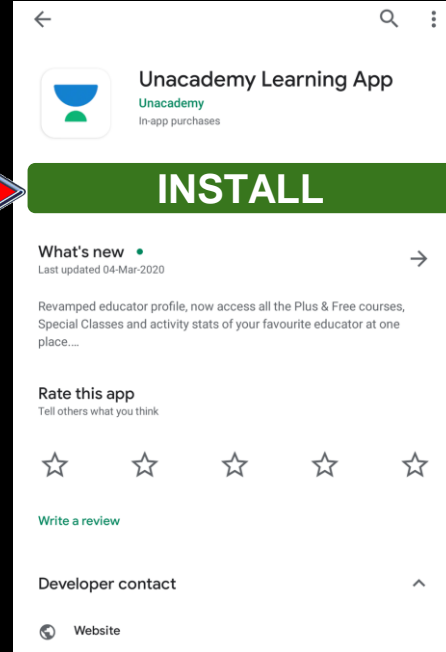 Unacademy Learning App
Unacademy
In-app purchases
INSTALL
What's new
Last updated 04-Mar-2020
Revamped educator profile, now access all the Plus & Free courses,
Special Classes and activity stats of your favourite educator at one
place....
Rate this app
Tell others what you think
Write a review
Developer contact
Website